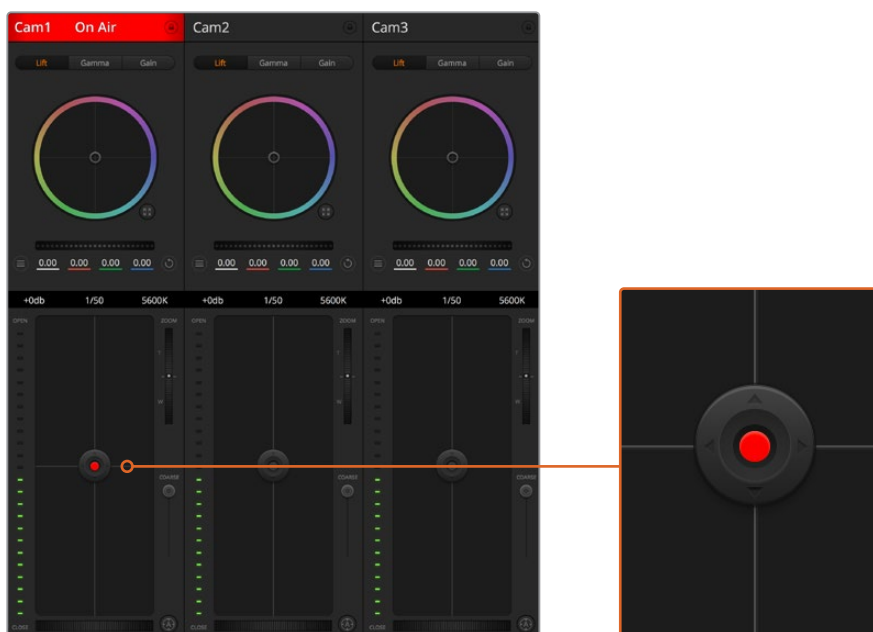 Cam1 On Air Cam2 Cam3
Lift Gamma Gain Lift Gamma Gain Lift Gamma Gain
0.00 0.00 0.00 0.00 0.00 0.00 0.00 0.00 0.00 0.00 0.00 0.00
+0db 1/50 5600K +0db 1/50 5600K +0db 1/50 5600K
OPEN ZOOM OPEN ZOOM OPEN ZOOM
T T T
W W W
COARSE COARSE COARSE
CLOSE CLOSE CLOSE